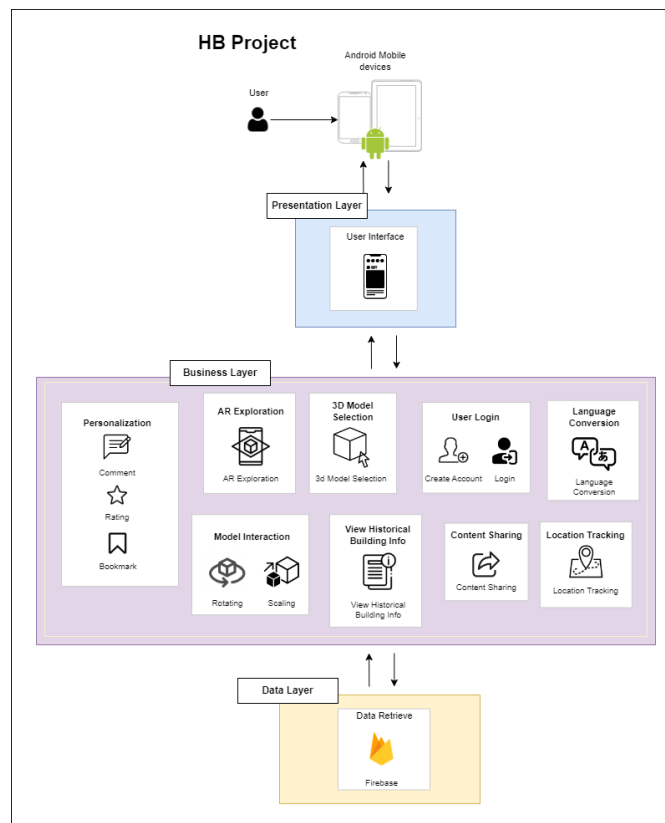 HB Project
Android Mobile
devices
User
Presentation Layer
User Interface
Business Layer
Personalization
Comment
Rating
Bookmark
AR Exploration
AR Exploration
3D Model
Selection
3d Model Selection
User Login
Create Account
Login
Language
Conversion
A
あ
Language
Conversion
Model Interaction
Rotating
Scaling
View Historical
Building Info
View Historical
Building Info
Content Sharing
Content Sharing
Location Tracking
Location Tracking
Data Layer
Data Retrieve
Firebase